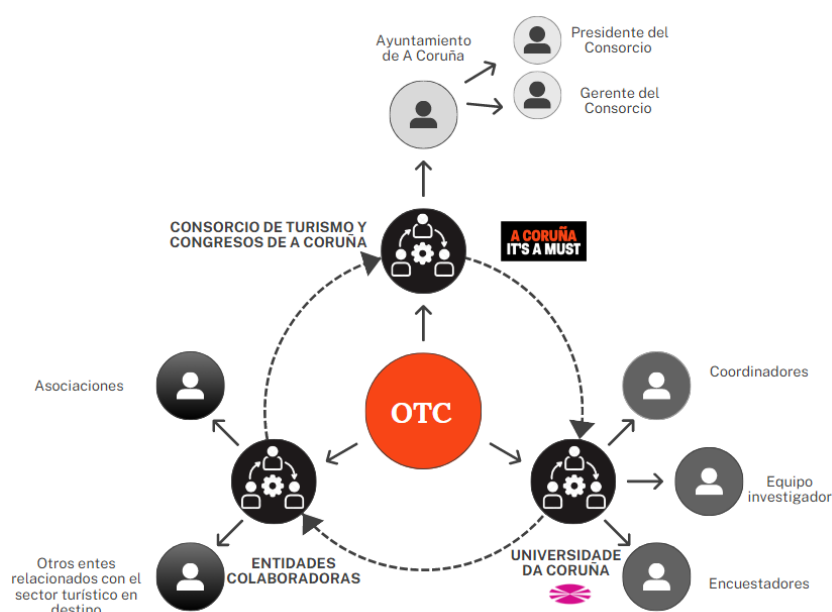 Ayuntamiento
de A Coruña
Presidente del
Consorcio
Gerente del
Consorcio
CONSORCIO DE TURISMO Y
CONGRESOS DE A CORUÑA
A CORUÑA
IT'S A MUST
Asociaciones
OTC
Coordinadores
Equipo
investigador
Otros entes
relacionados con el
sector turístico en
destino
ENTIDADES
COLABORADORAS
UNIVERSIDADE
DA CORUÑA
Encuestadores